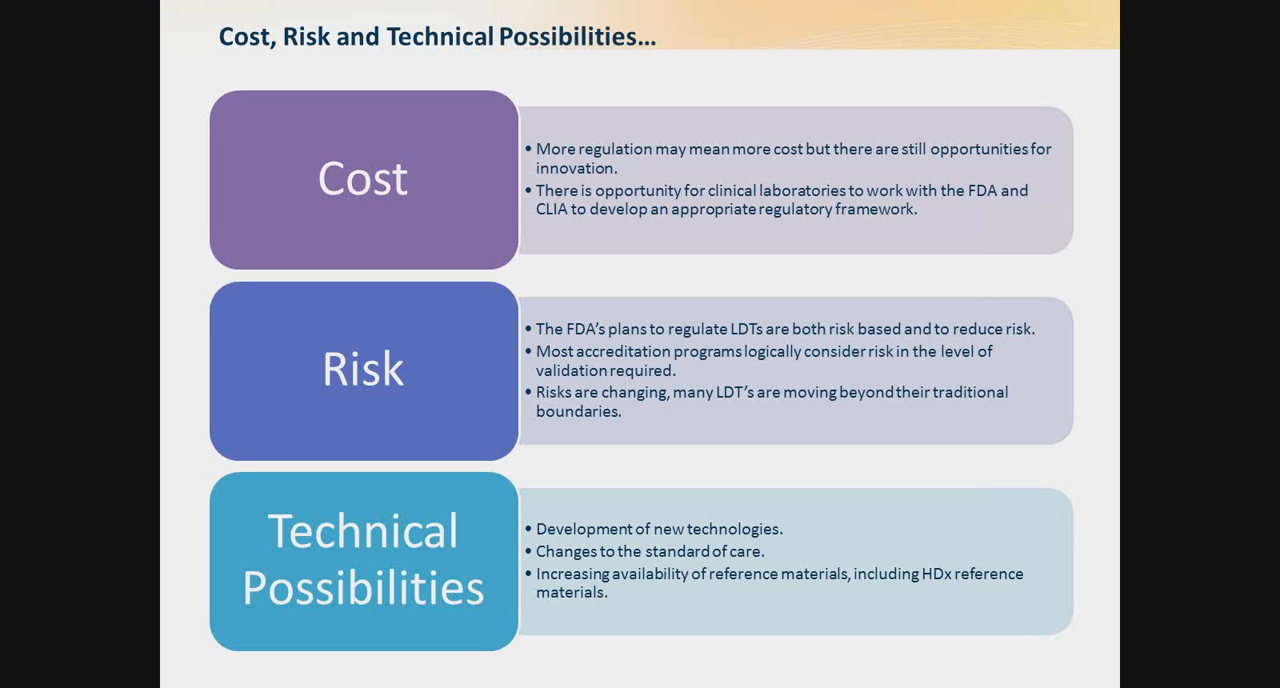 Cost, Risk and Technical Possibilities…
Cost
• More regulation may mean more cost but there are still opportunities for
innovation.
• There is opportunity for clinical laboratories to work with the FDA and
CLIA to develop an appropriate regulatory framework.
Risk
• The FDA’s plans to regulate LDTs are both risk based and to reduce risk.
• Most accreditation programs logically consider risk in the level of
validation required.
• Risks are changing, many LDT’s are moving beyond their traditional
boundaries.
Technical
Possibilities
• Development of new technologies.
• Changes to the standard of care.
• Increasing availability of reference materials, including HDx reference
materials.